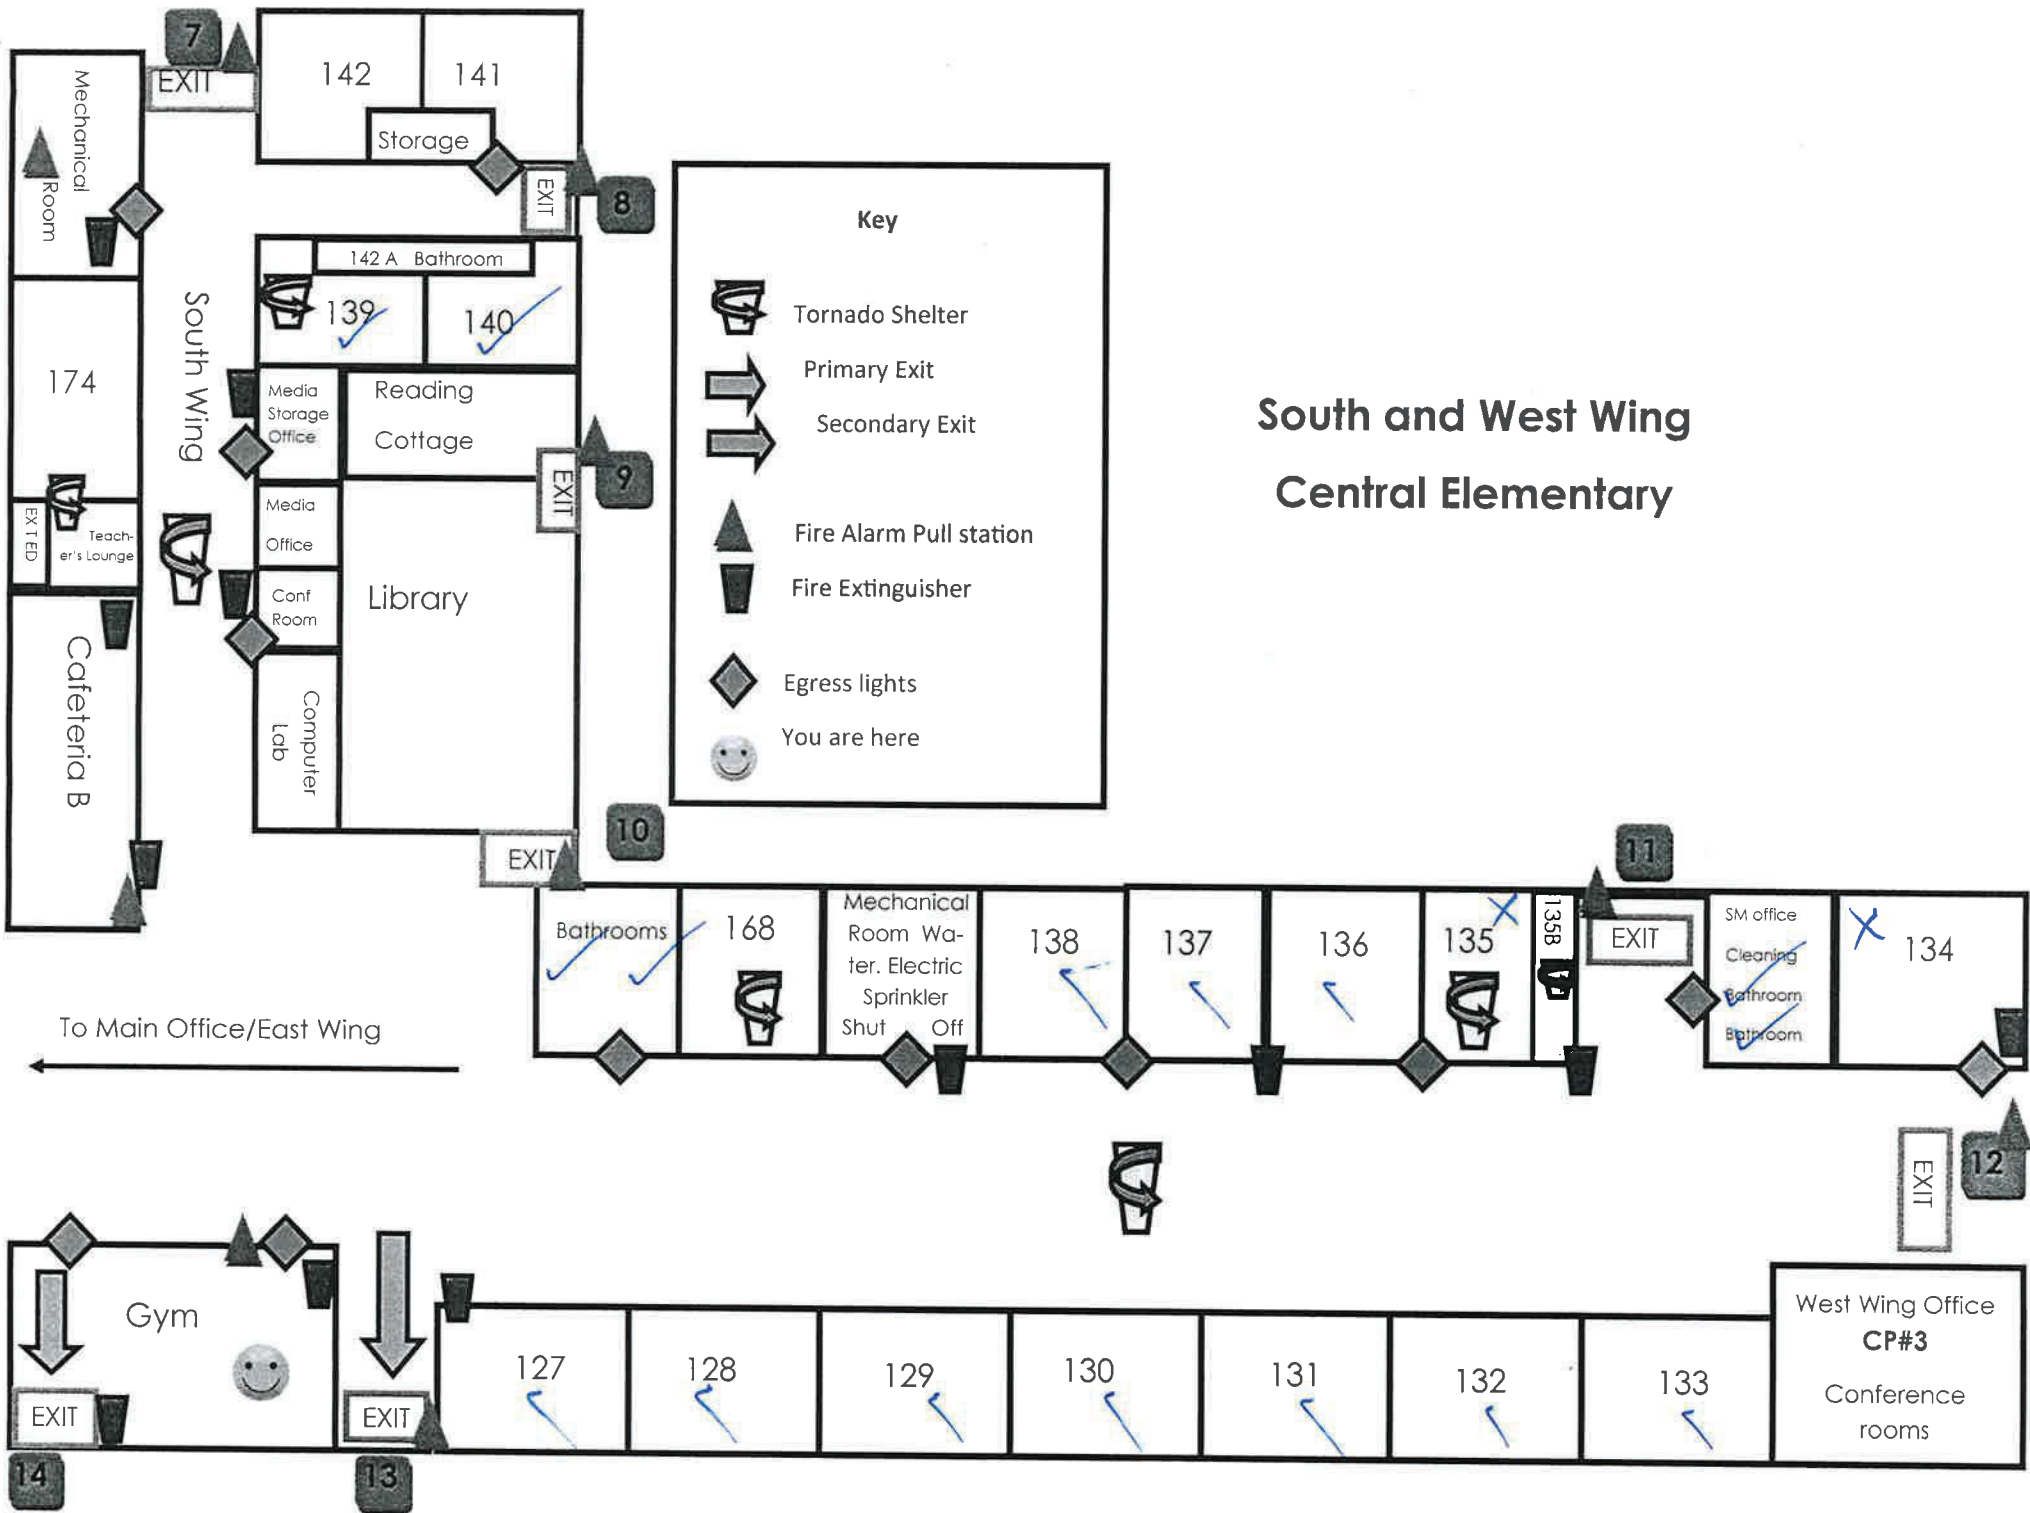 7
EXIT
142
141
Storage
EXIT
8
Mechanical
Room
142 A Bathroom
139
140
South Wing
174
Media
Storage
Office
Reading
Cottage
EXIT
9
EX T ED
Teach-
er's Lounge
Media
Office
Conf
Room
Library
Cafeteria B
Computer
Lab
EXIT
10
Key
Tornado Shelter
Primary Exit
Secondary Exit
Fire Alarm Pull station
Fire Extinguisher
Egress lights
You are here
South and West Wing
Central Elementary
Bathrooms
168
Mechanical
Room Wa-
ter. Electric
Sprinkler
Shut Off
138
137
136
135
135B
11
EXIT
SM office
Cleaning
Bathroom
Bathroom
134
To Main Office/East Wing
EXIT
12
Gym
EXIT
14
EXIT
13
127
128
129
130
131
132
133
West Wing Office
CP#3
Conference
rooms